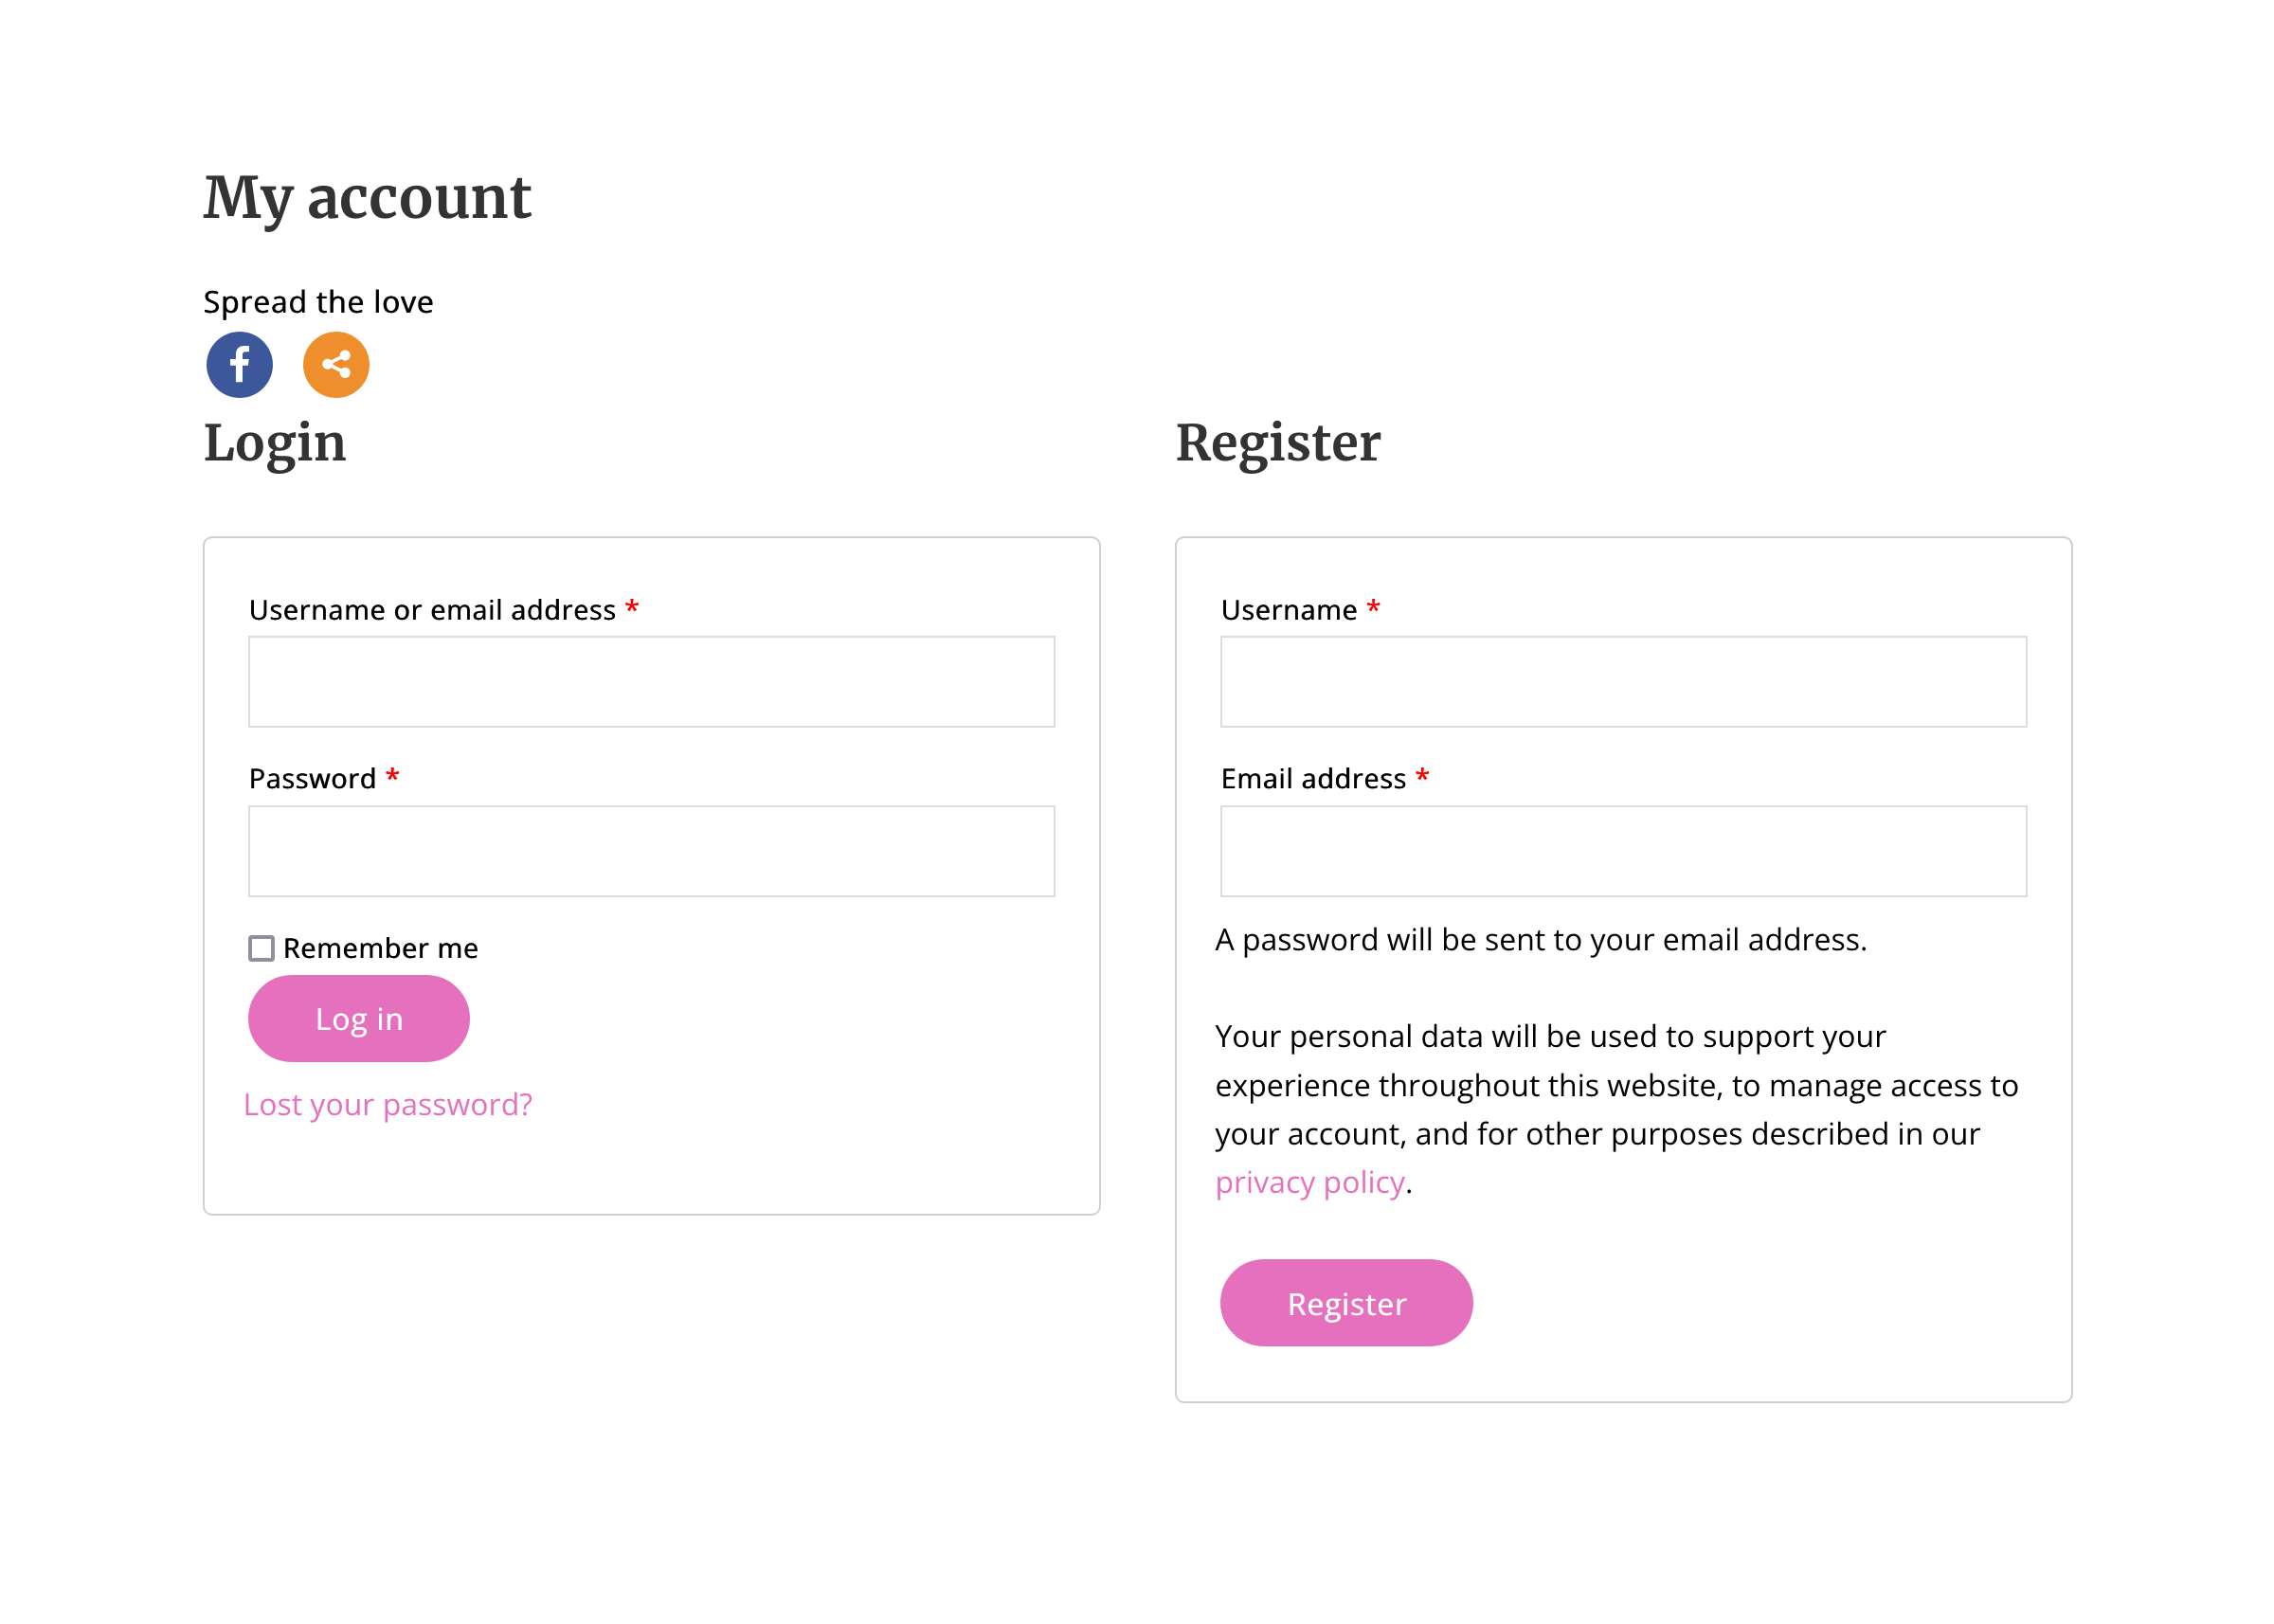 My account
Spread the love
Login
Username or email address *
Password *
Remember me
Log in
Lost your password?
Register
Username *
Email address *
A password will be sent to your email address.
Your personal data will be used to support your
experience throughout this website, to manage access to
your account, and for other purposes described in our
privacy policy.
Register